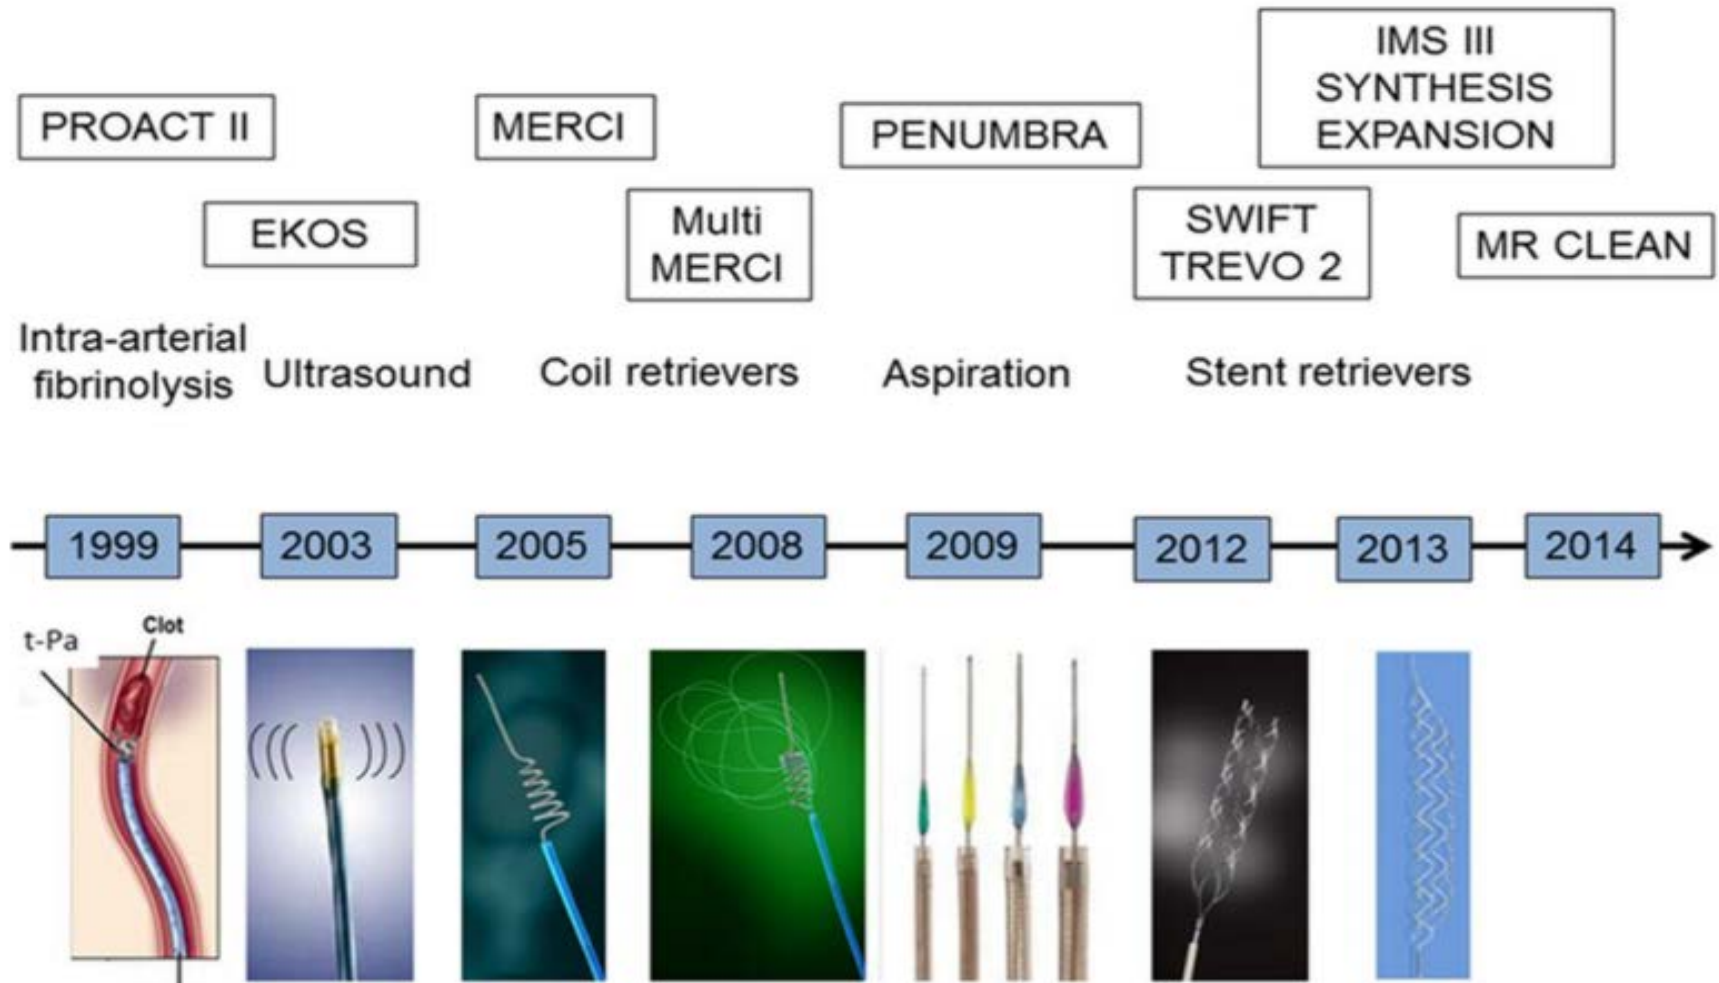 PROACT II
EKOS
MERCI
Multi
MERCI
PENUMBRA
IMS III
SYNTHESIS
EXPANSION
SWIFT
TREVO 2
MR CLEAN
Intra-arterial
fibrinolysis
Ultrasound
Coil retrievers
Aspiration
Stent retrievers
1999
2003
2005
2008
2009
2012
2013
2014
t-Pa
Clot